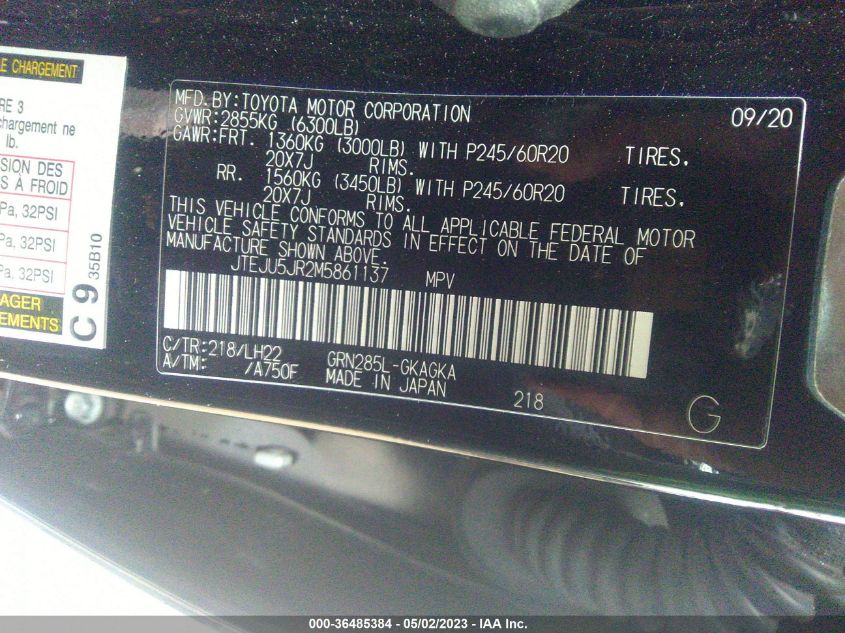 LE CHARGEMENT
RE 3
chargement ne
lb.
SION DES
S À FROID
Pa, 32PSI
Pa, 32PSI
Pa, 32PSI
AGER
EMENTS
C 9 35B10
MFD.BY:TOYOTA MOTOR CORPORATION 09/20
GVWR:2855KG (6300LB)
GAWR:FRT. 1360KG (3000LB) WITH P245/60R20 TIRES.
20X7J RIMS.
RR. 1560KG (3450LB) WITH P245/60R20 TIRES.
20X7J RIMS.
THIS VEHICLE CONFORMS TO ALL APPLICABLE FEDERAL MOTOR
VEHICLE SAFETY STANDARDS IN EFFECT ON THE DATE OF
MANUFACTURE SHOWN ABOVE.
JTEJU5JR2M5861137 MPV
C/TR:218/LH22 GRN285L-GKAGKA
A/TM: /A750F MADE IN JAPAN 218 G
000-36485384 - 05/02/2023 - IAA Inc.